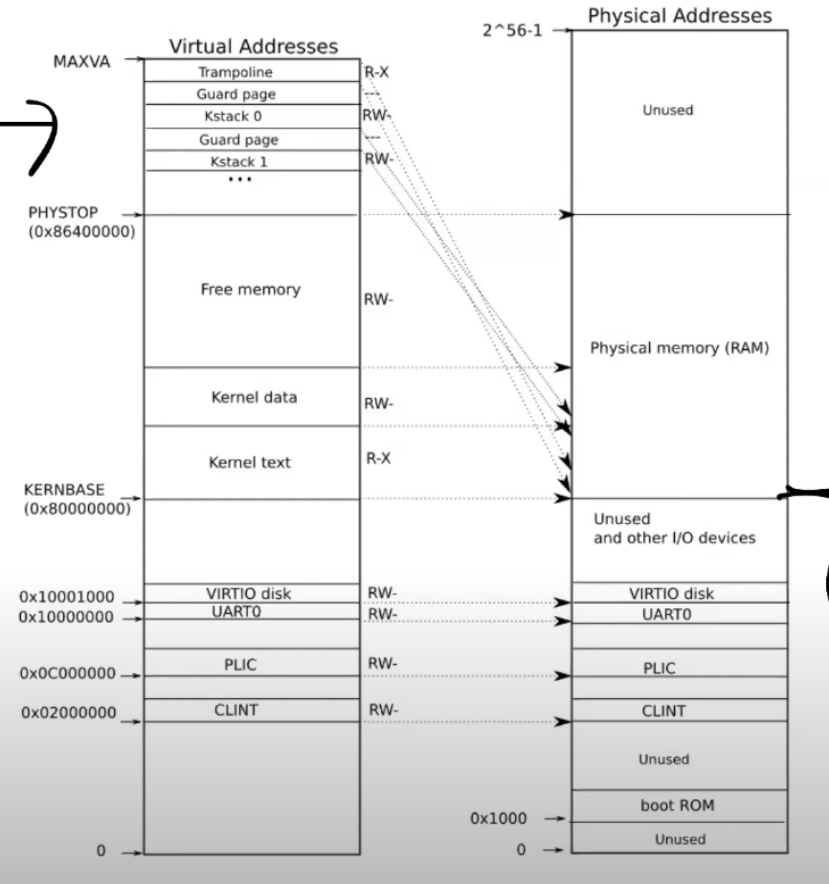 Virtual Addresses
MAXVA
Trampoline
R-X
Guard page
---
Kstack 0
RW-
Guard page
---
Kstack 1
RW-
...
PHYSTOP
(0x86400000)
Free memory
RW-
Kernel data
RW-
Kernel text
R-X
KERNBASE
(0x80000000)
0x10001000
VIRTIO disk
RW-
0x10000000
UART0
RW-
0x0C000000
PLIC
RW-
0x02000000
CLINT
RW-
0
Physical Addresses
2^56-1
Unused
Physical memory (RAM)
Unused
and other I/O devices
VIRTIO disk
UART0
PLIC
CLINT
Unused
boot ROM
0x1000
Unused
0